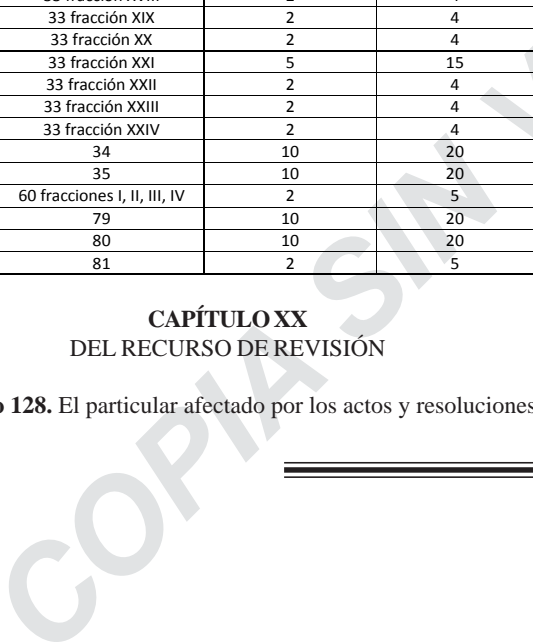 33 fracción XIX 2 4
33 fracción XX 2 4
33 fracción XXI 5 15
33 fracción XXII 2 4
33 fracción XXIII 2 4
33 fracción XXIV 2 4
34 10 20
35 10 20
60 fracciones I, II, III, IV 2 5
79 10 20
80 10 20
81 2 5
CAPÍTULO XX
DEL RECURSO DE REVISIÓN
128. El particular afectado por los actos y resoluciones
COPIA SIN